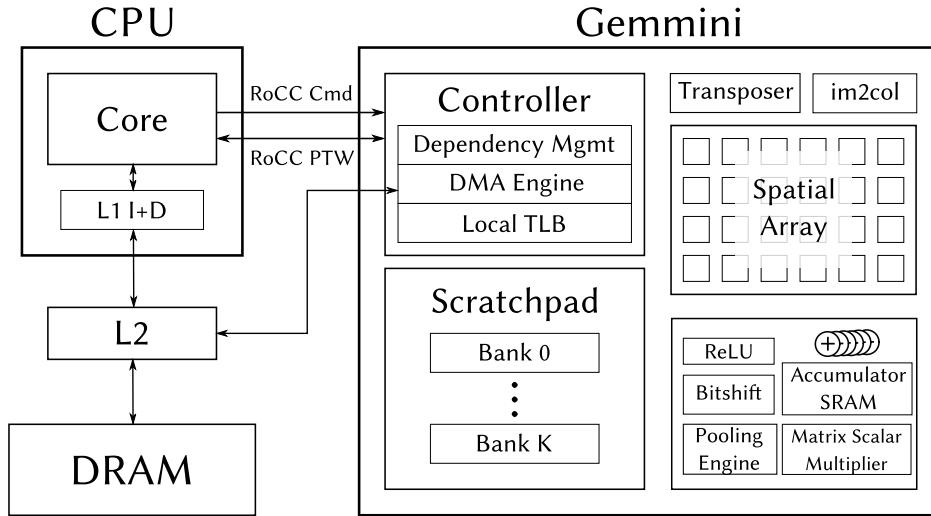 CPU
Gemmini
Core
L1 I+D
L2
DRAM
RoCC Cmd
RoCC PTW
Controller
Dependency Mgmt
DMA Engine
Local TLB
Scratchpad
Bank 0
Bank K
Transposer
im2col
Spatial
Array
ReLU
Bitshift
Pooling
Engine
Accumulator
SRAM
Matrix Scalar
Multiplier